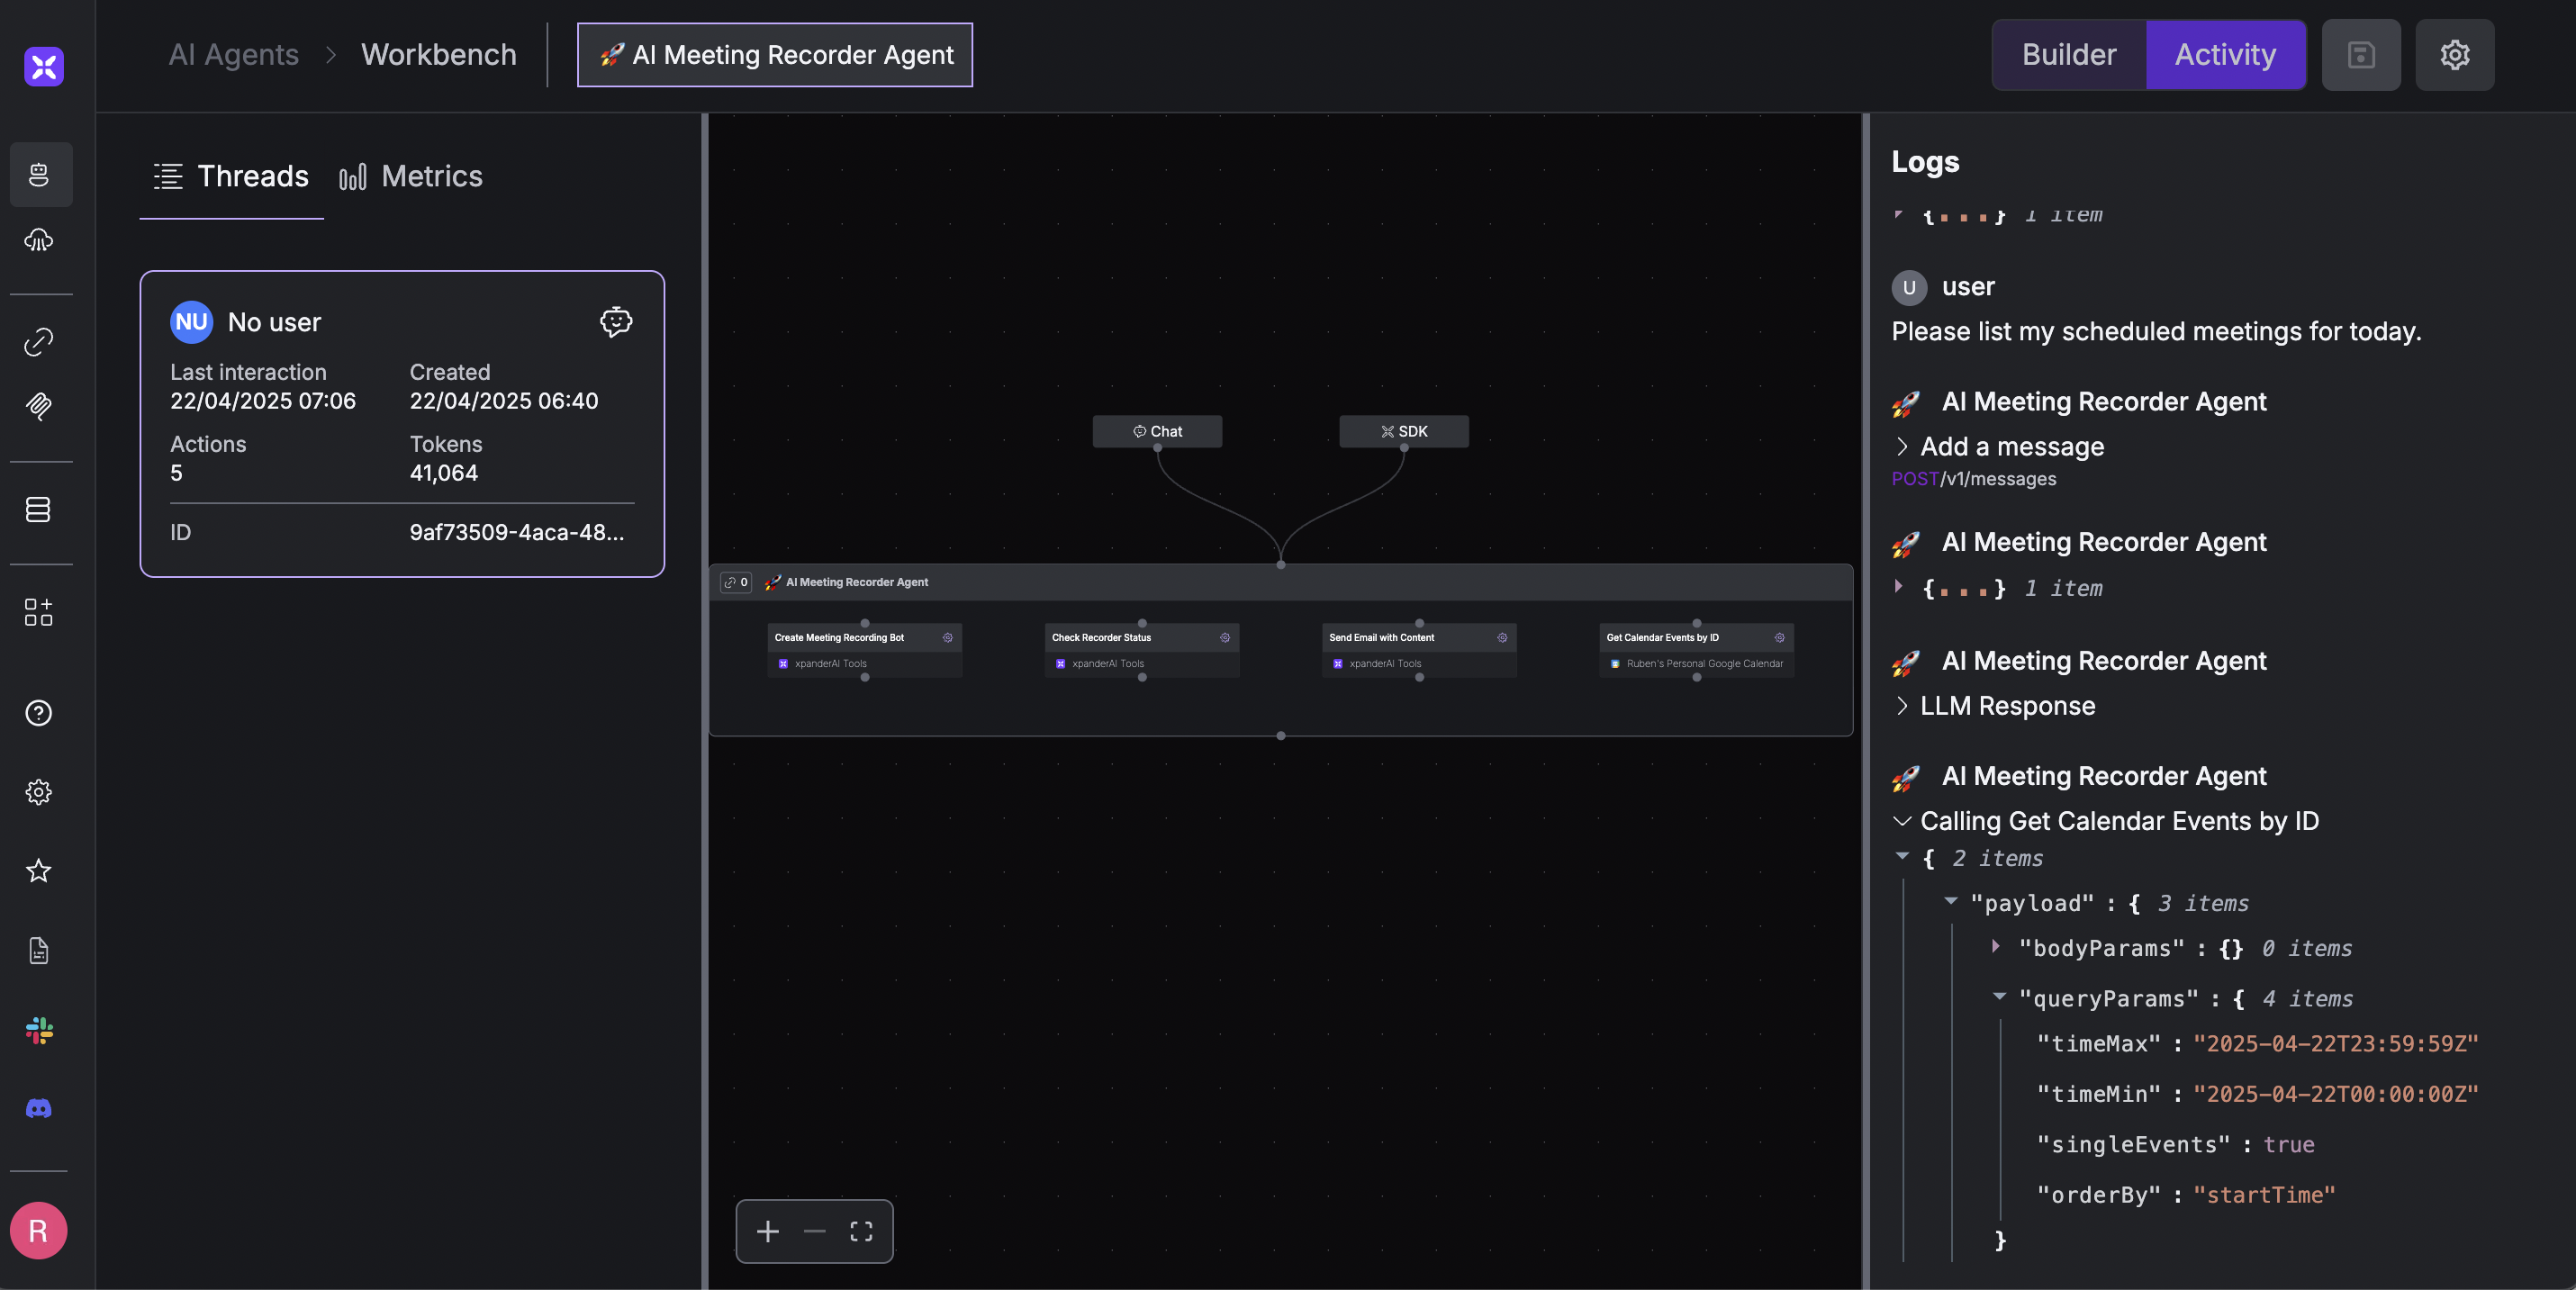 AI Agents > Workbench
🚀 AI Meeting Recorder Agent
Builder
Activity
Threads
Metrics
NU No user
Last interaction
22/04/2025 07:06
Created
22/04/2025 06:40
Actions
5
Tokens
41,064
ID
9af73509-4aca-48...
Chat
SDK
0 🚀 AI Meeting Recorder Agent
Create Meeting Recording Bot
xpanderAI Tools
Check Recorder Status
xpanderAI Tools
Send Email with Content
xpanderAI Tools
Get Calendar Events by ID
Ruben's Personal Google Calendar
Logs
{...} 1 item
U user
Please list my scheduled meetings for today.
🚀 AI Meeting Recorder Agent
Add a message
POST/v1/messages
🚀 AI Meeting Recorder Agent
{...} 1 item
🚀 AI Meeting Recorder Agent
LLM Response
🚀 AI Meeting Recorder Agent
Calling Get Calendar Events by ID
{ 2 items
"payload" : { 3 items
"bodyParams" : {} 0 items
"queryParams" : { 4 items
"timeMax" : "2025-04-22T23:59:59Z"
"timeMin" : "2025-04-22T00:00:00Z"
"singleEvents" : true
"orderBy" : "startTime"
}
R